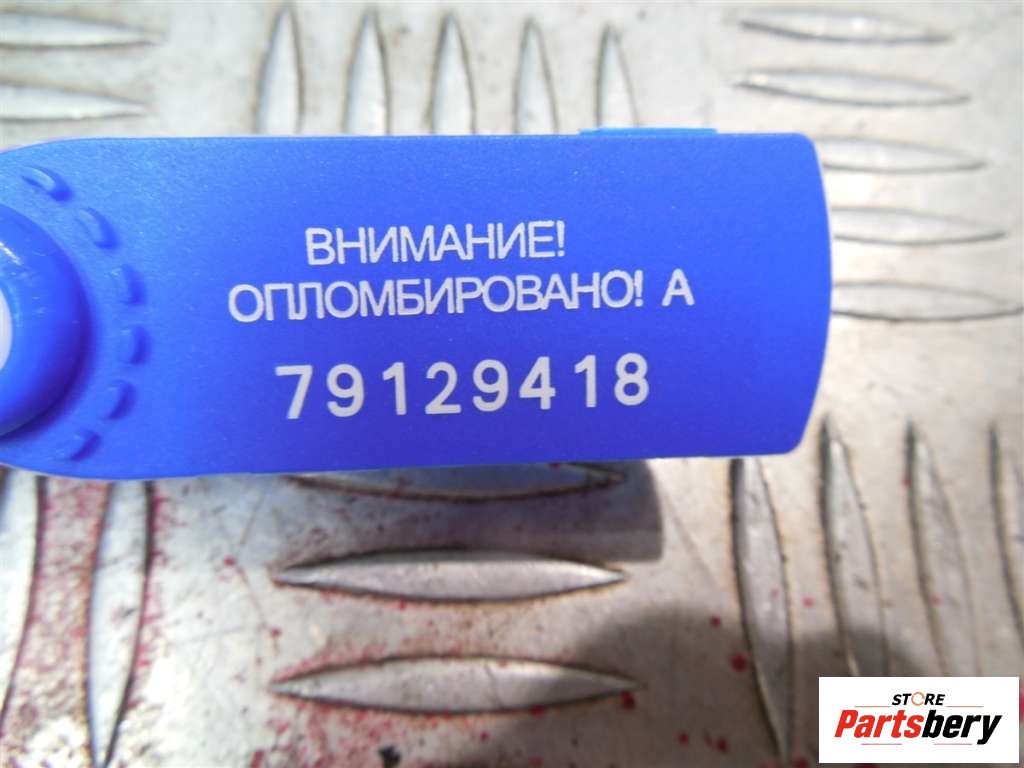 ВНИМАНИЕ!
ОПЛОМБИРОВАНО! А
79129418
STORE
Partsbery